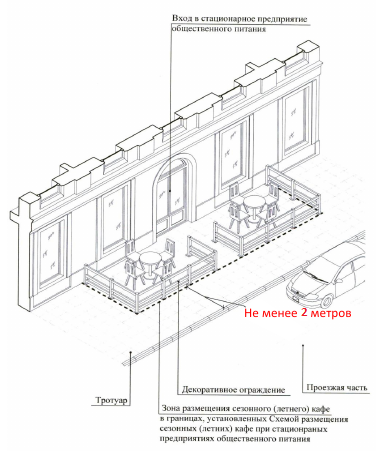 Вход в стационарное предприятие
общественного питания
Не менее 2 метров
Декоративное ограждение
Проезжая часть
Тротуар
Зона размещения сезонного (летнего) кафе
в границах, установленных Схемой размещения
сезонных (летних) кафе при стационарных
предприятиях общественного питания